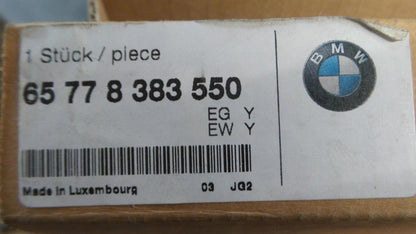 1 Stück / piece
BMW
65 77 8 383 550
EG Y
EW Y
Made in Luxembourg 03 JG2